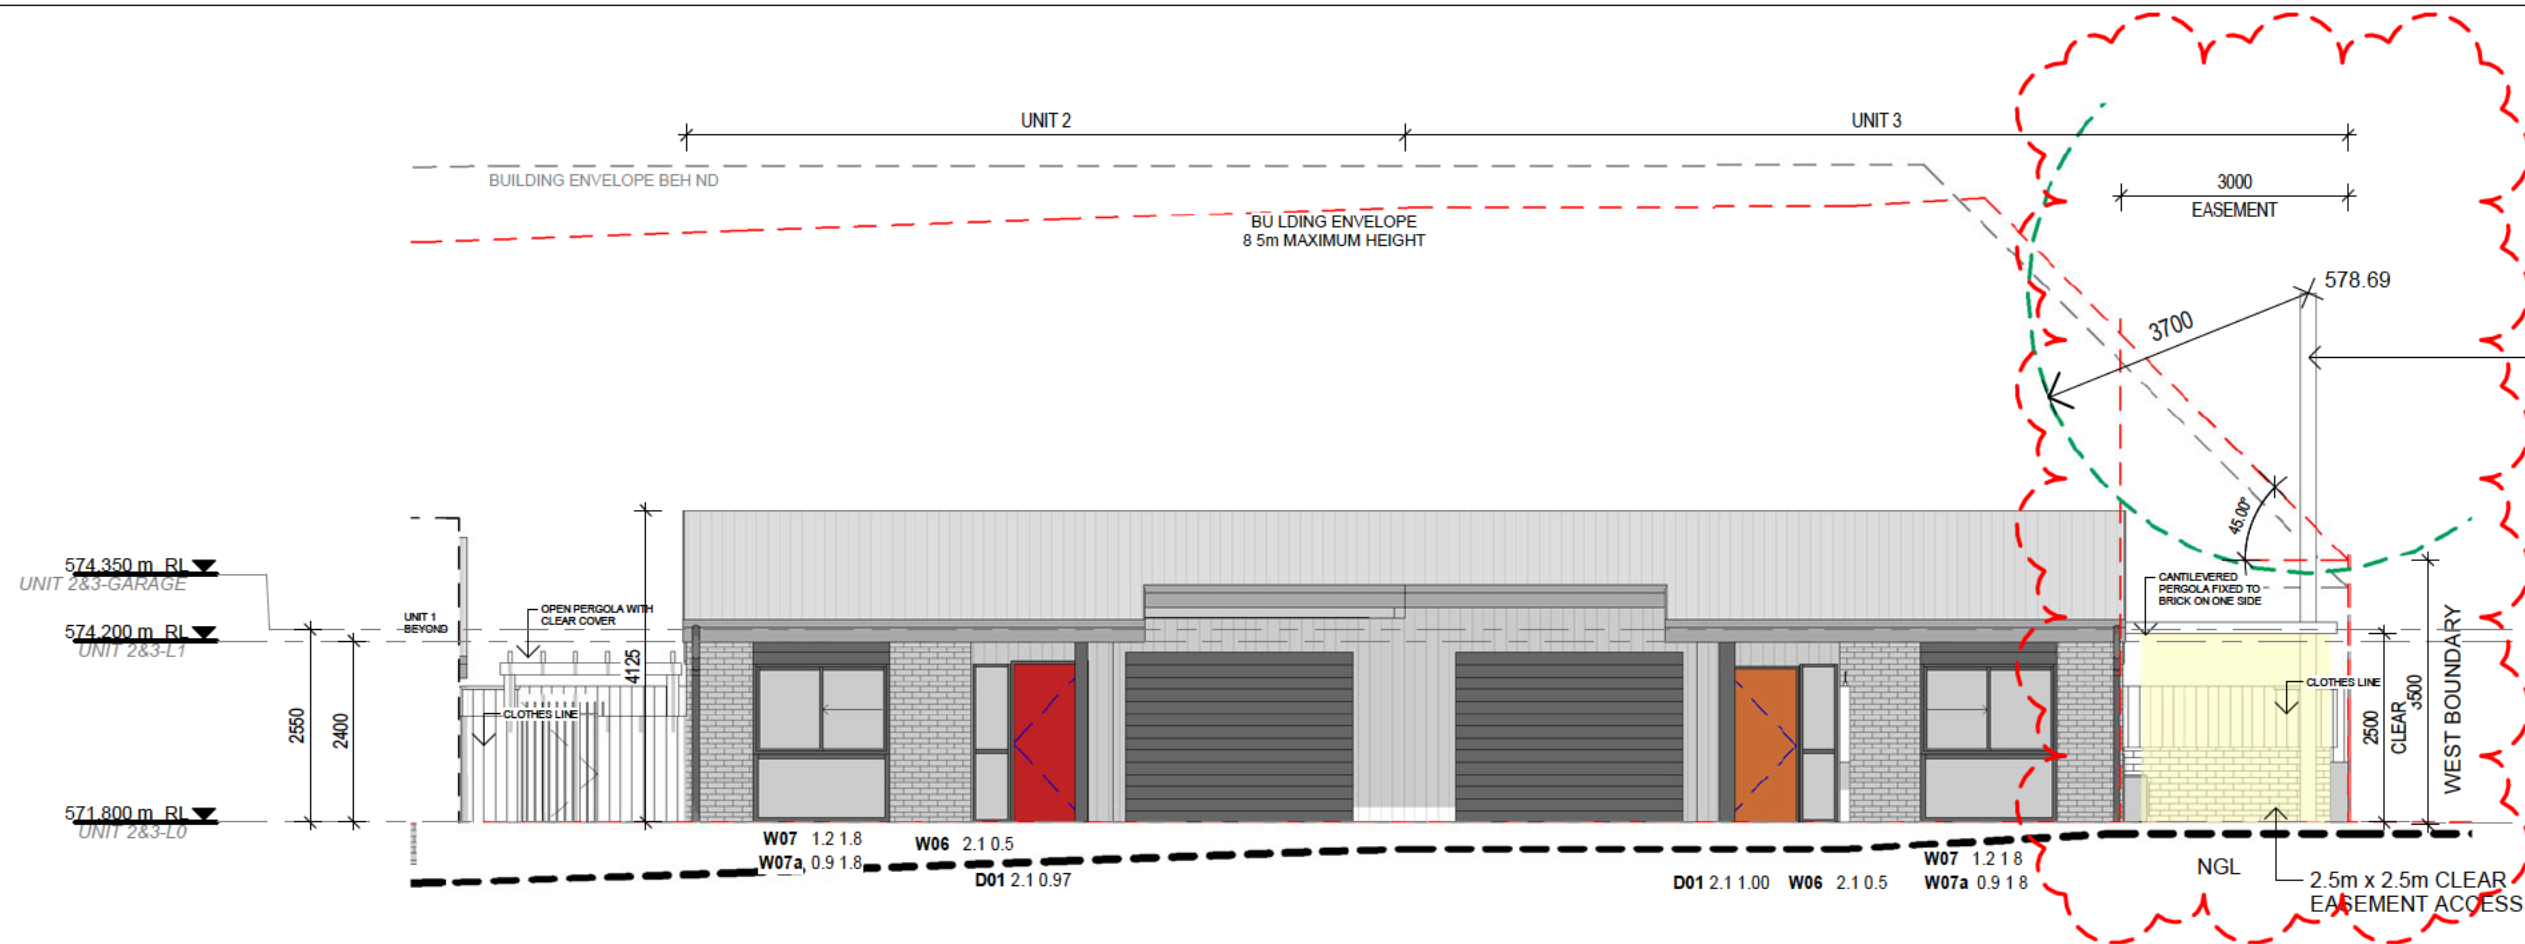 UNIT 2
UNIT 3
BUILDING ENVELOPE BEH ND
3000
EASEMENT
BU LDING ENVELOPE
8 5m MAXIMUM HEIGHT
578.69
3700
45.00°
574.350 m RL
UNIT 2&3-GARAGE
574.200 m RL
UNIT 2&3-L1
571.800 m RL
UNIT 2&3-L0
2550
2400
UNIT 1
BEYOND
OPEN PERGOLA WITH
CLEAR COVER
CLOTHES LINE
4125
CANTILEVERED
PERGOLA FIXED TO
BRICK ON ONE SIDE
CLOTHES LINE
2500
CLEAR
3500
WEST BOUNDARY
W07 1.2 1.8
W07a 0.9 1.8
W06 2.1 0.5
D01 2.1 0.97
D01 2.1 1.00
W06 2.1 0.5
W07 1.2 1 8
W07a 0.9 1 8
NGL
2.5m x 2.5m CLEAR
EASEMENT ACCESS